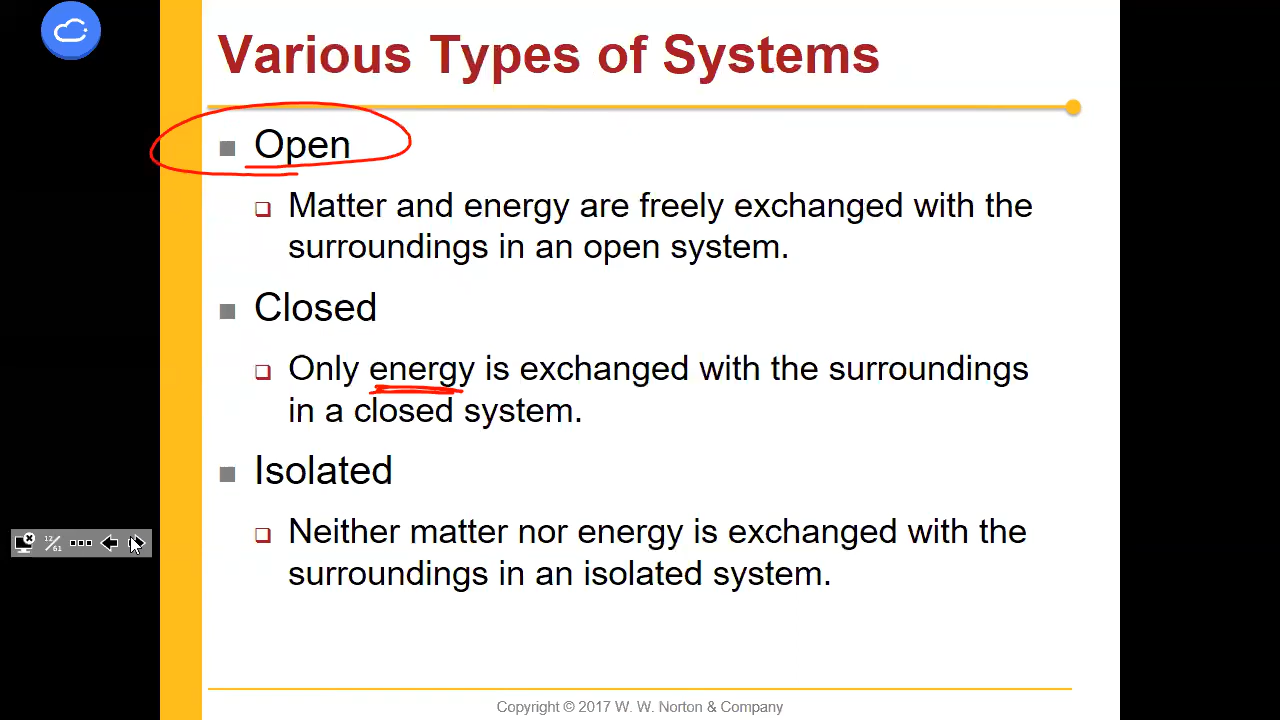 Various Types of Systems
Open
Matter and energy are freely exchanged with the
surroundings in an open system.
Closed
Only energy is exchanged with the surroundings
in a closed system.
Isolated
Neither matter nor energy is exchanged with the
surroundings in an isolated system.
12/61
Copyright © 2017 W. W. Norton & Company